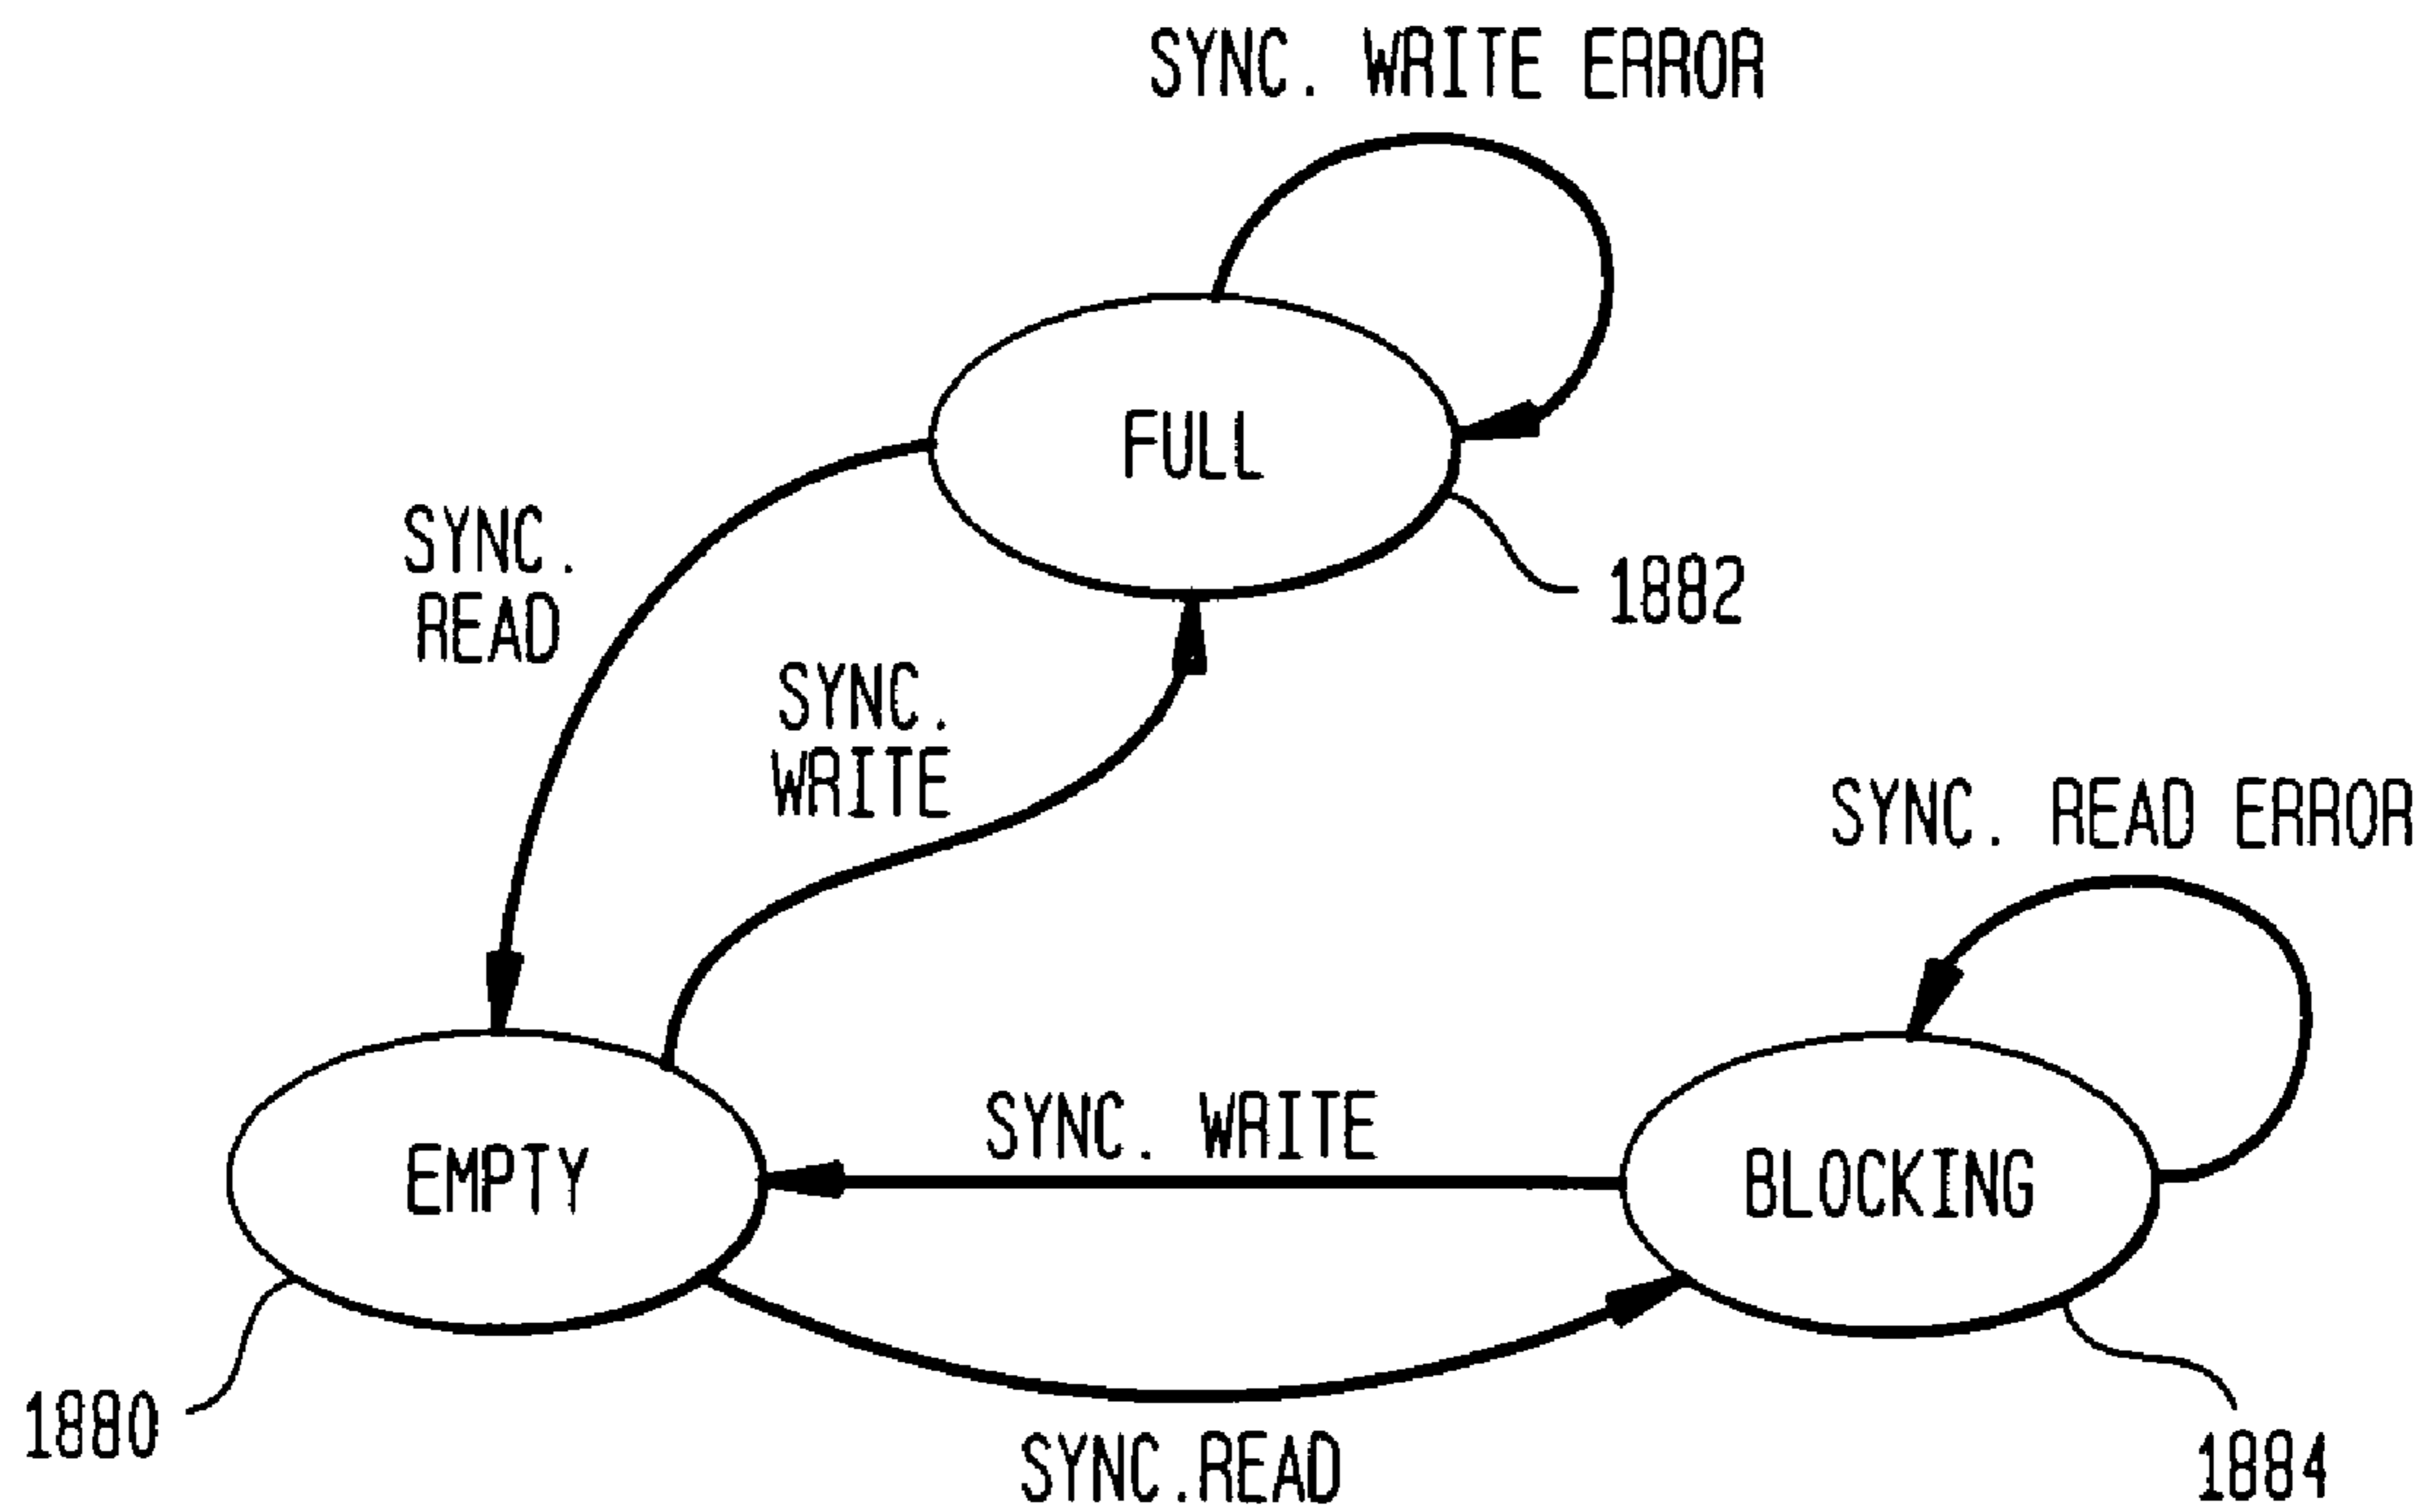 SYNC. WRITE ERROR
FULL
SYNC.
READ
1882
SYNC.
WRITE
SYNC. READ ERROR
SYNC. WRITE
EMPTY
BLOCKING
1880
SYNC.READ
1884